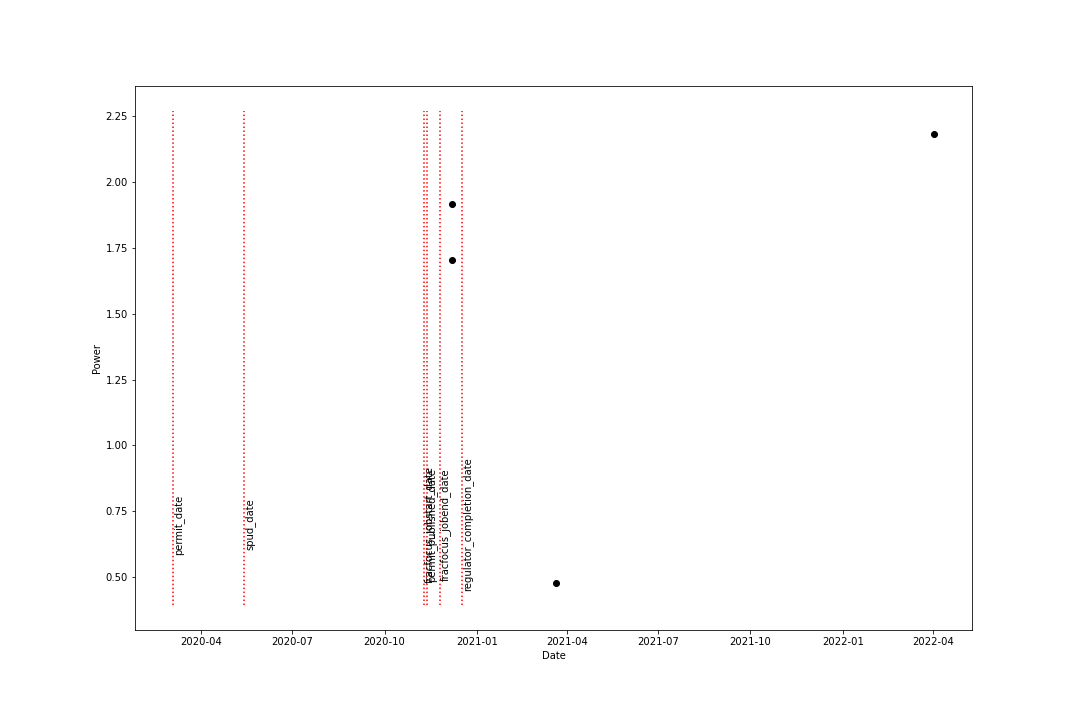 2.25
2.00
1.75
1.50
1.25
1.00
0.75
0.50
Power
permit_date
spud_date
fracfocus_jobstart_date
permit_published_date
fracfocus_jobend_date
regulator_completion_date
2020-04
2020-07
2020-10
2021-01
2021-04
2021-07
2021-10
2022-01
2022-04
Date